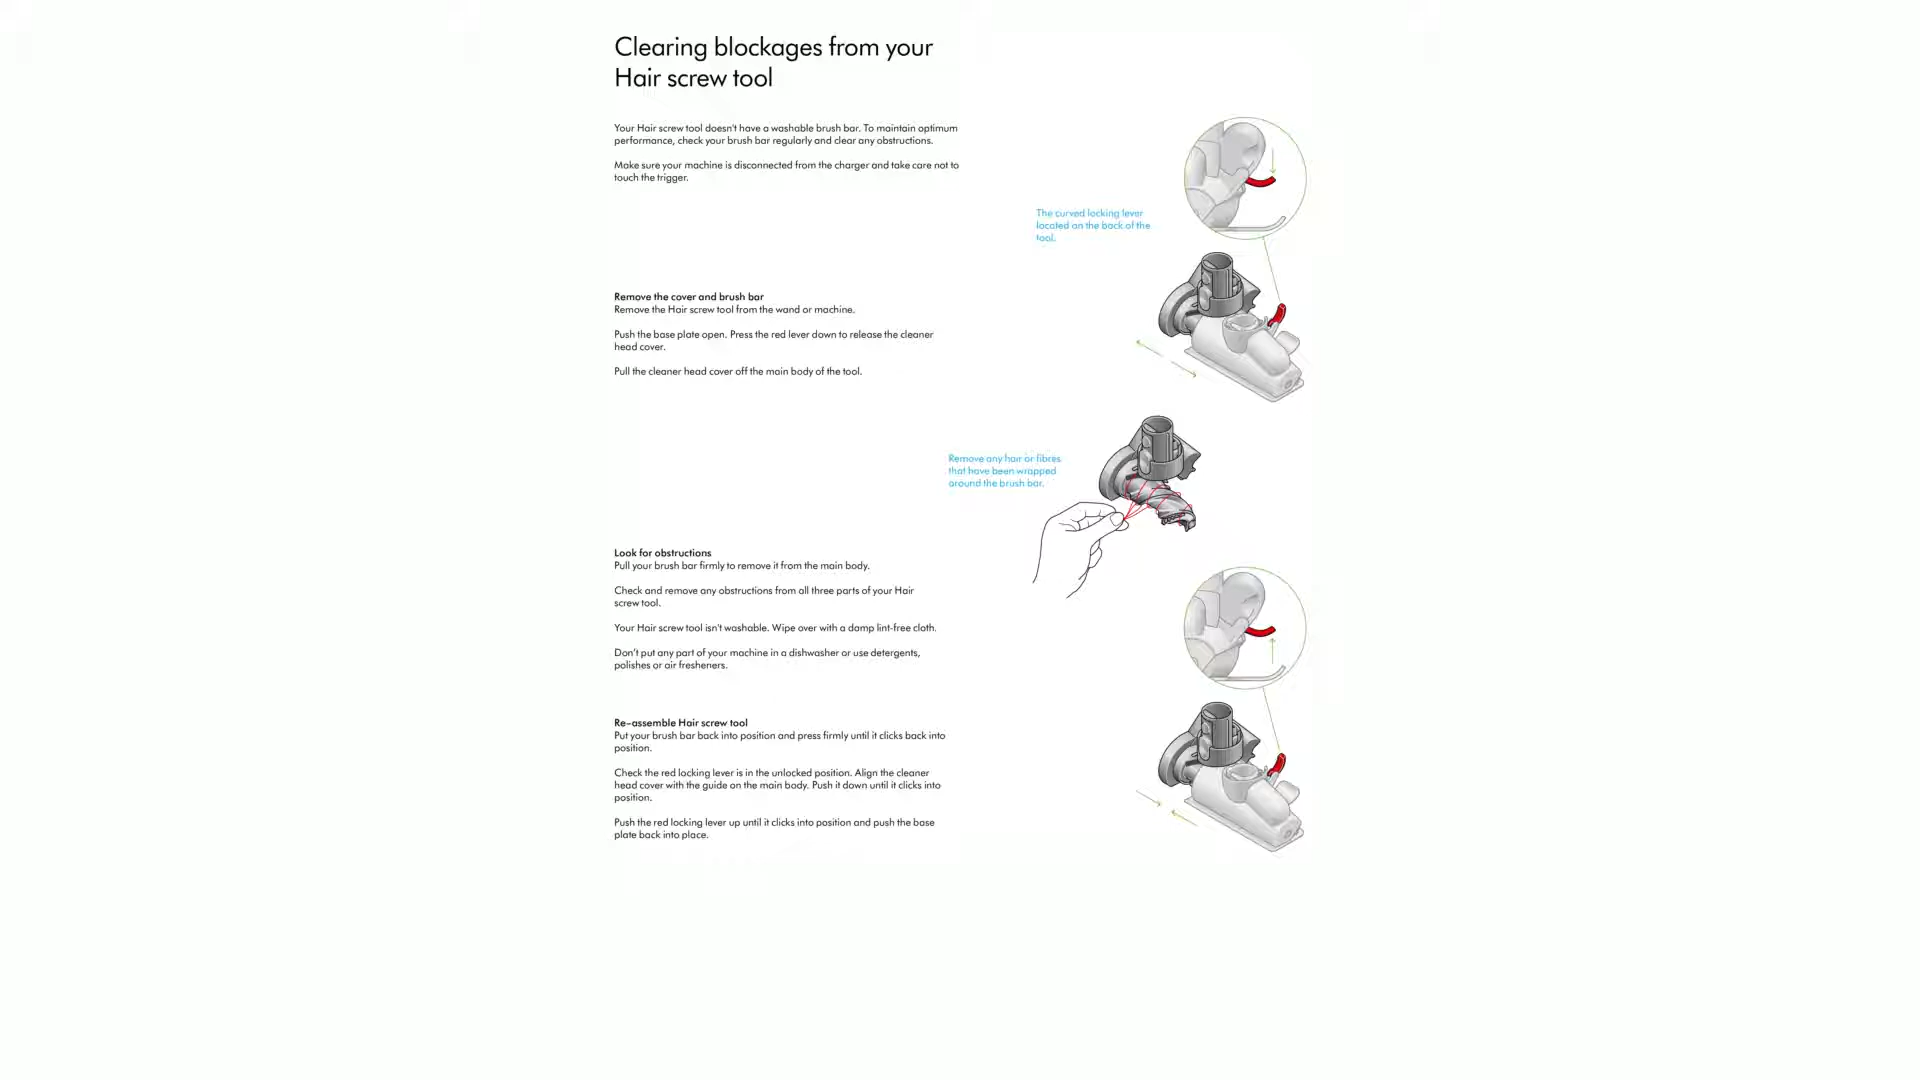 Clearing blockages from your
Hair screw tool
Your Hair screw tool doesn't have a washable brush bar. To maintain optimum
performance, check your brush bar regularly and clear any obstructions.
Make sure your machine is disconnected from the charger and take care not to
touch the trigger.
The curved locking lever
located on the back of the
tool.
Remove the cover and brush bar
Remove the Hair screw tool from the wand or machine.
Push the base plate open. Press the red lever down to release the cleaner
head cover.
Pull the cleaner head cover off the main body of the tool.
Remove any hair or fibres
that have been wrapped
around the brush bar.
Look for obstructions
Pull your brush bar firmly to remove it from the main body.
Check and remove any obstructions from all three parts of your Hair
screw tool.
Your Hair screw tool isn't washable. Wipe over with a damp lint-free cloth.
Don't put any part of your machine in a dishwasher or use detergents,
polishes or air fresheners.
Re-assemble Hair screw tool
Put your brush bar back into position and press firmly until it clicks back into
position.
Check the red locking lever is in the unlocked position. Align the cleaner
head cover with the guide on the main body. Push it down until it clicks into
position.
Push the red locking lever up until it clicks into position and push the base
plate back into place.